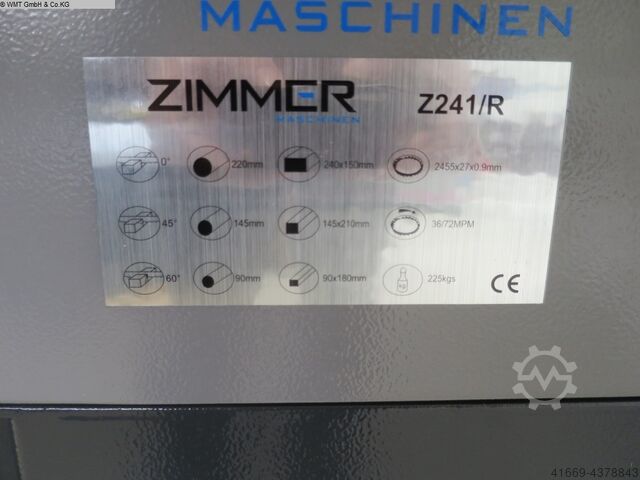 © WMT GmbH & Co.KG
MASCHINEN
ZIMMER Z241/R
MASCHINEN
0° 220mm 240x150mm 2455x27x0.9mm
45° 145mm 145x210mm 36/72MPM
60° 90mm 90x180mm kg 225kgs CE
M
41669-4378843